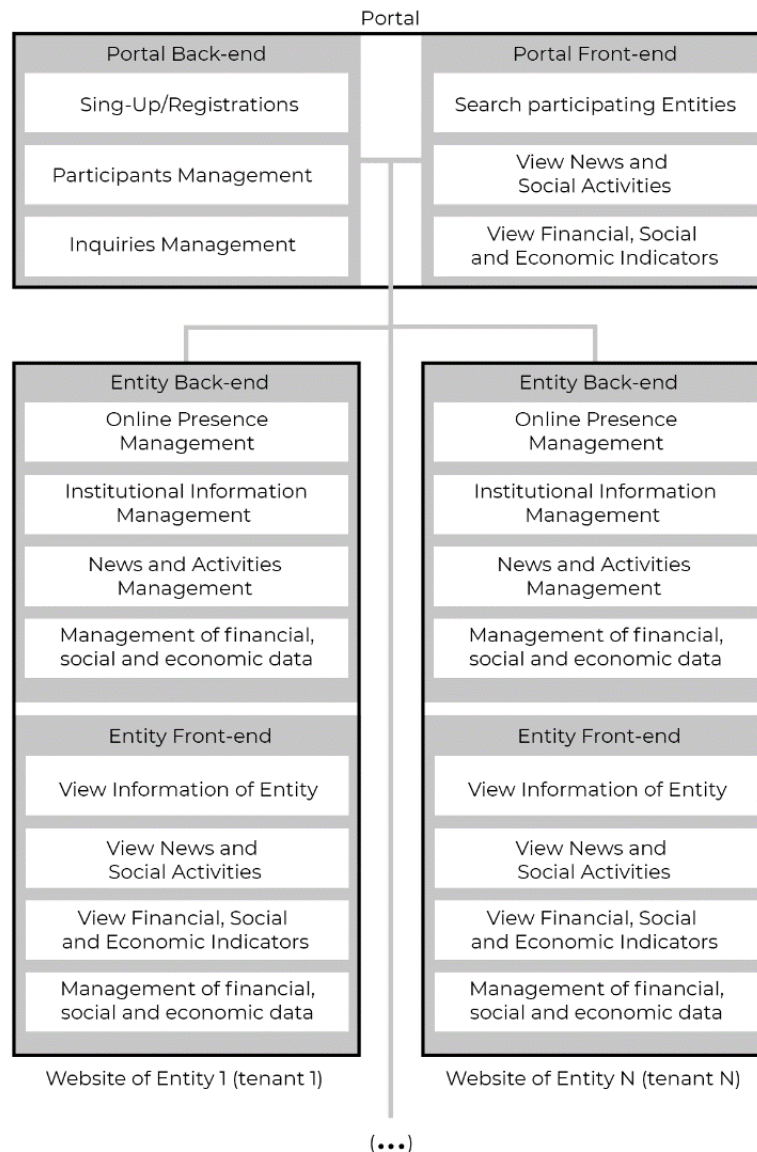 Portal
Portal Back-end
Sing-Up/Registrations
Participants Management
Inquiries Management
Portal Front-end
Search participating Entities
View News and
Social Activities
View Financial, Social
and Economic Indicators
Entity Back-end
Online Presence
Management
Institutional Information
Management
News and Activities
Management
Management of financial,
social and economic data
Entity Front-end
View Information of Entity
View News and
Social Activities
View Financial, Social
and Economic Indicators
Management of financial,
social and economic data
Website of Entity 1 (tenant 1)
Entity Back-end
Online Presence
Management
Institutional Information
Management
News and Activities
Management
Management of financial,
social and economic data
Entity Front-end
View Information of Entity
View News and
Social Activities
View Financial, Social
and Economic Indicators
Management of financial,
social and economic data
Website of Entity N (tenant N)
(...)